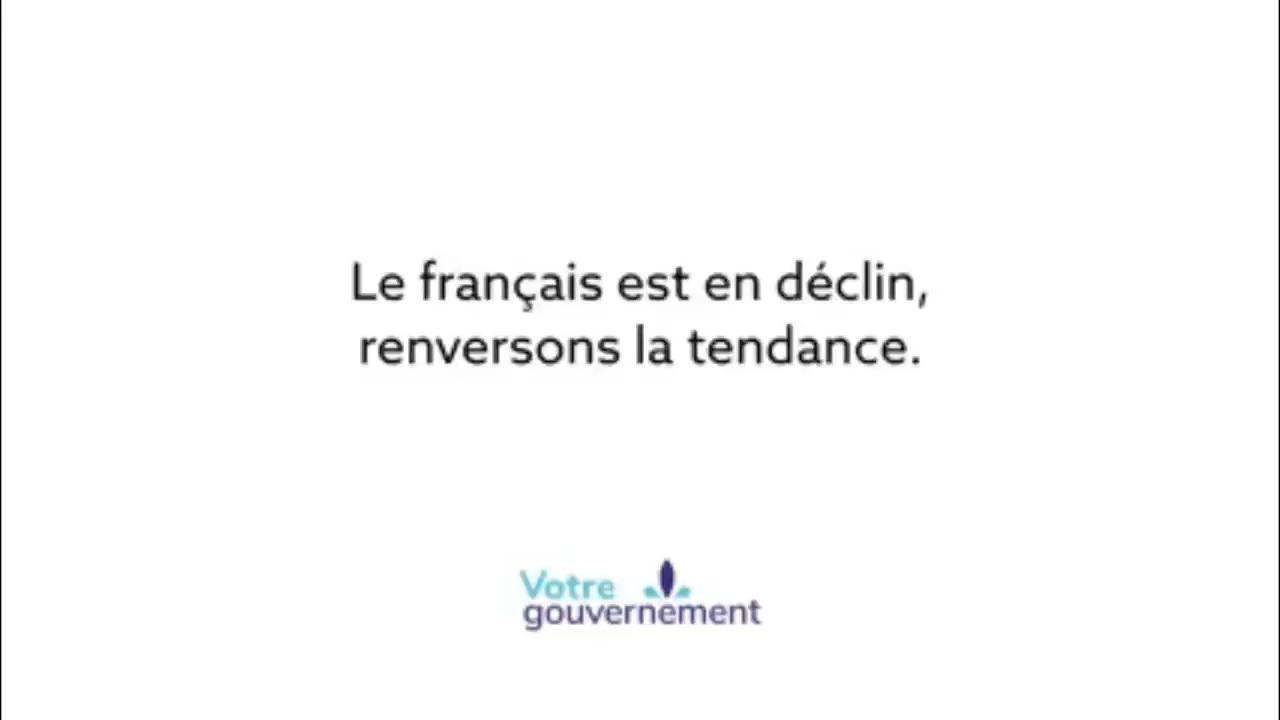 Le français est en déclin,
renversons la tendance.
Votre
gouvernement